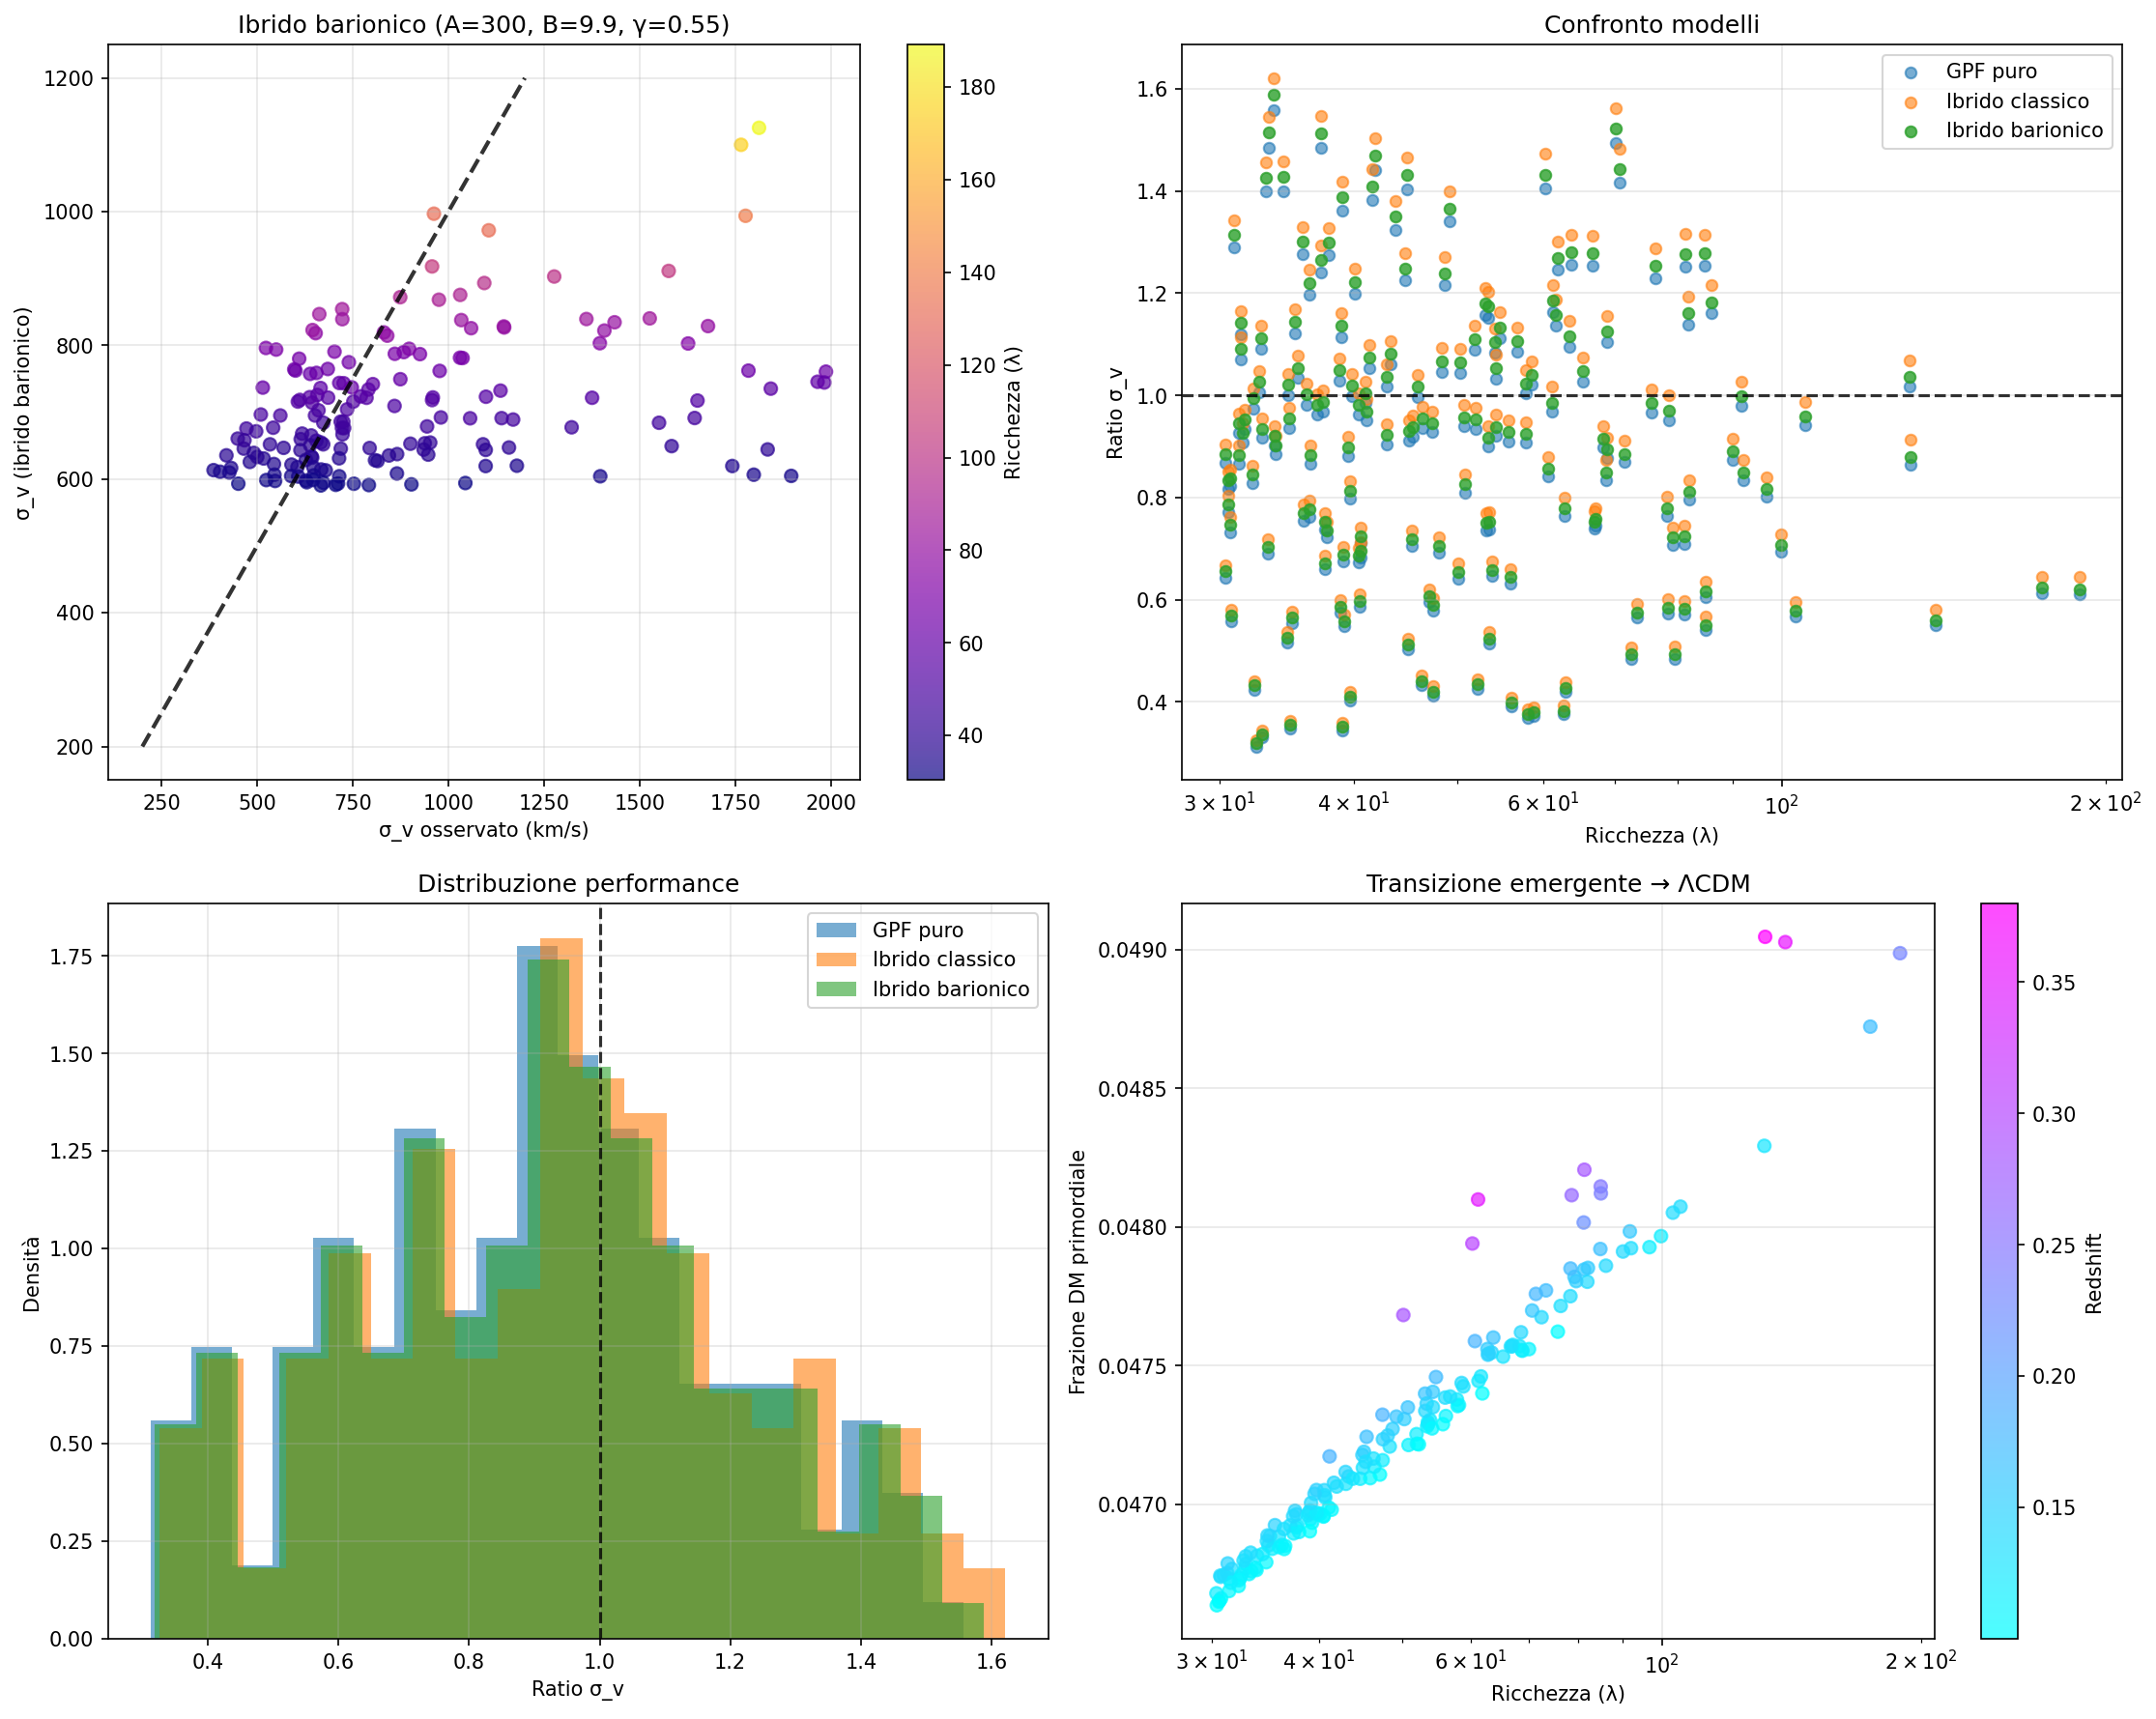 Ibrido barionico (A=300, B=9.9, γ=0.55)
1200
1000
800
600
400
200
σ_v (ibrido barionico)
250 500 750 1000 1250 1500 1750 2000
σ_v osservato (km/s)
180
160
140
120
100
80
60
40
Ricchezza (λ)
Confronto modelli
GPF puro
Ibrido classico
Ibrido barionico
1.6
1.4
1.2
1.0
0.8
0.6
0.4
Ratio σ_v
3 × 10¹ 4 × 10¹ 6 × 10¹ 10² 2 × 10²
Ricchezza (λ)
Distribuzione performance
GPF puro
Ibrido classico
Ibrido barionico
1.75
1.50
1.25
1.00
0.75
0.50
0.25
0.00
Densità
0.4 0.6 0.8 1.0 1.2 1.4 1.6
Ratio σ_v
Transizione emergente → ΛCDM
0.0490
0.0485
0.0480
0.0475
0.0470
Frazione DM primordiale
3 × 10¹ 4 × 10¹ 6 × 10¹ 10² 2 × 10²
Ricchezza (λ)
0.35
0.30
0.25
0.20
0.15
Redshift